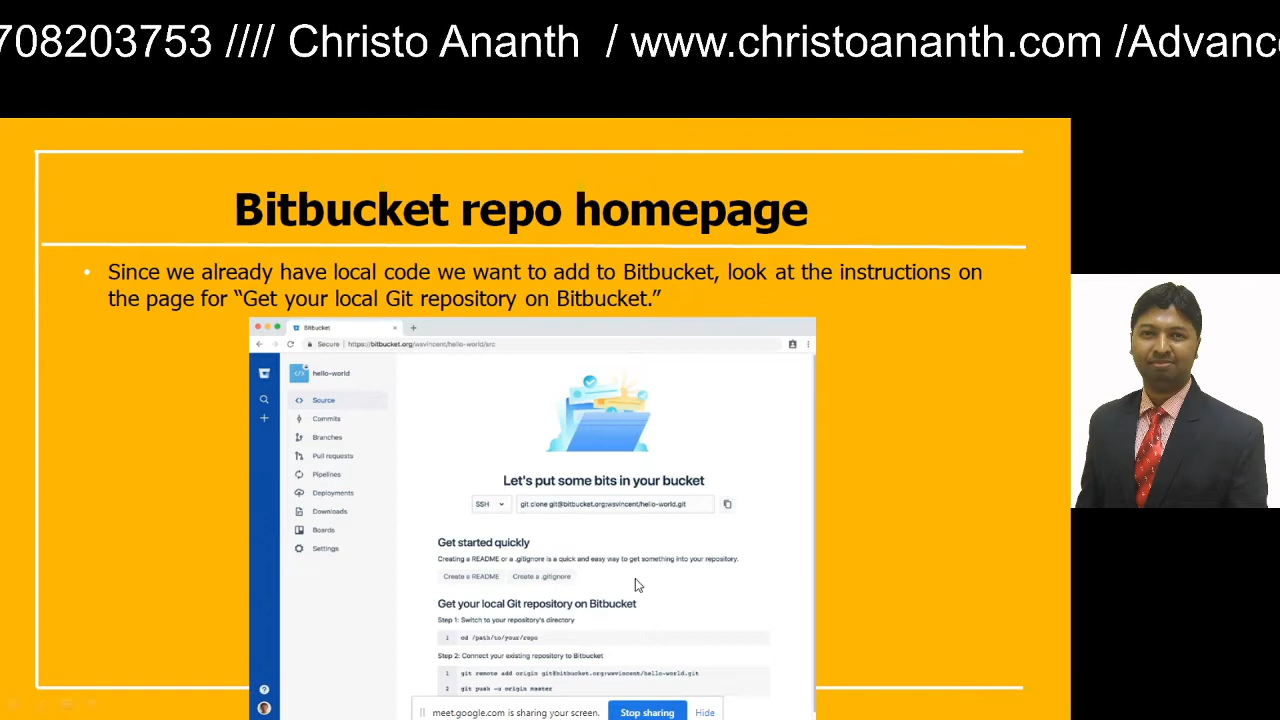 708203753 //// Christo Ananth / www.christoananth.com /Advanc
Bitbucket repo homepage
• Since we already have local code we want to add to Bitbucket, look at the instructions on
the page for “Get your local Git repository on Bitbucket.”
Bitbucket
Secure | https://bitbucket.org/wsvincent/hello-world/src
hello-world
Source
Commits
Branches
Pull requests
Pipelines
Deployments
Downloads
Boards
Settings
Let's put some bits in your bucket
SSH git clone git@bitbucket.org:wsvincent/hello-world.git
Get started quickly
Creating a README or a .gitignore is a quick and easy way to get something into your repository.
Create a README Create a .gitignore
Get your local Git repository on Bitbucket
Step 1: Switch to your repository's directory
1 cd /path/to/your/repo
Step 2: Connect your existing repository to Bitbucket
1 git remote add origin git@bitbucket.org:wsvincent/hello-world.git
2 git push -u origin master
meet.google.com is sharing your screen. Stop sharing Hide